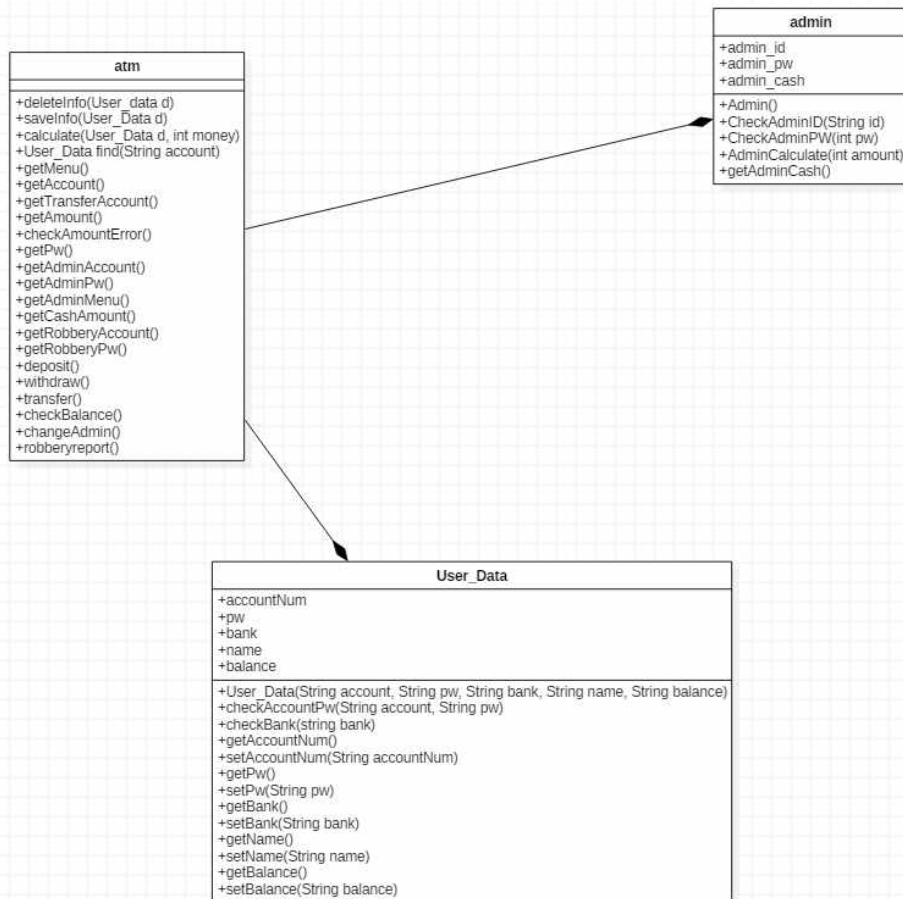 atm
+deleteInfo(User_data d)
+saveInfo(User_Data d)
+calculate(User_Data d, int money)
+User_Data find(String account)
+getMenu()
+getAccount()
+getTransferAccount()
+getAmount()
+checkAmountError()
+getPw()
+getAdminAccount()
+getAdminPw()
+getAdminMenu()
+getCashAmount()
+getRobberyAccount()
+getRobberyPw()
+deposit()
+withdraw()
+transfer()
+checkBalance()
+changeAdmin()
+robberyreport()
admin
+admin_id
+admin_pw
+admin_cash
+Admin()
+CheckAdminID(String id)
+CheckAdminPW(int pw)
+AdminCalculate(int amount)
+getAdminCash()
User_Data
+accountNum
+pw
+bank
+name
+balance
+User_Data(String account, String pw, String bank, String name, String balance)
+checkAccountPw(String account, String pw)
+checkBank(string bank)
+getAccountNum()
+setAccountNum(String accountNum)
+getPw()
+setPw(String pw)
+getBank()
+setBank(String bank)
+getName()
+setName(String name)
+getBalance()
+setBalance(String balance)